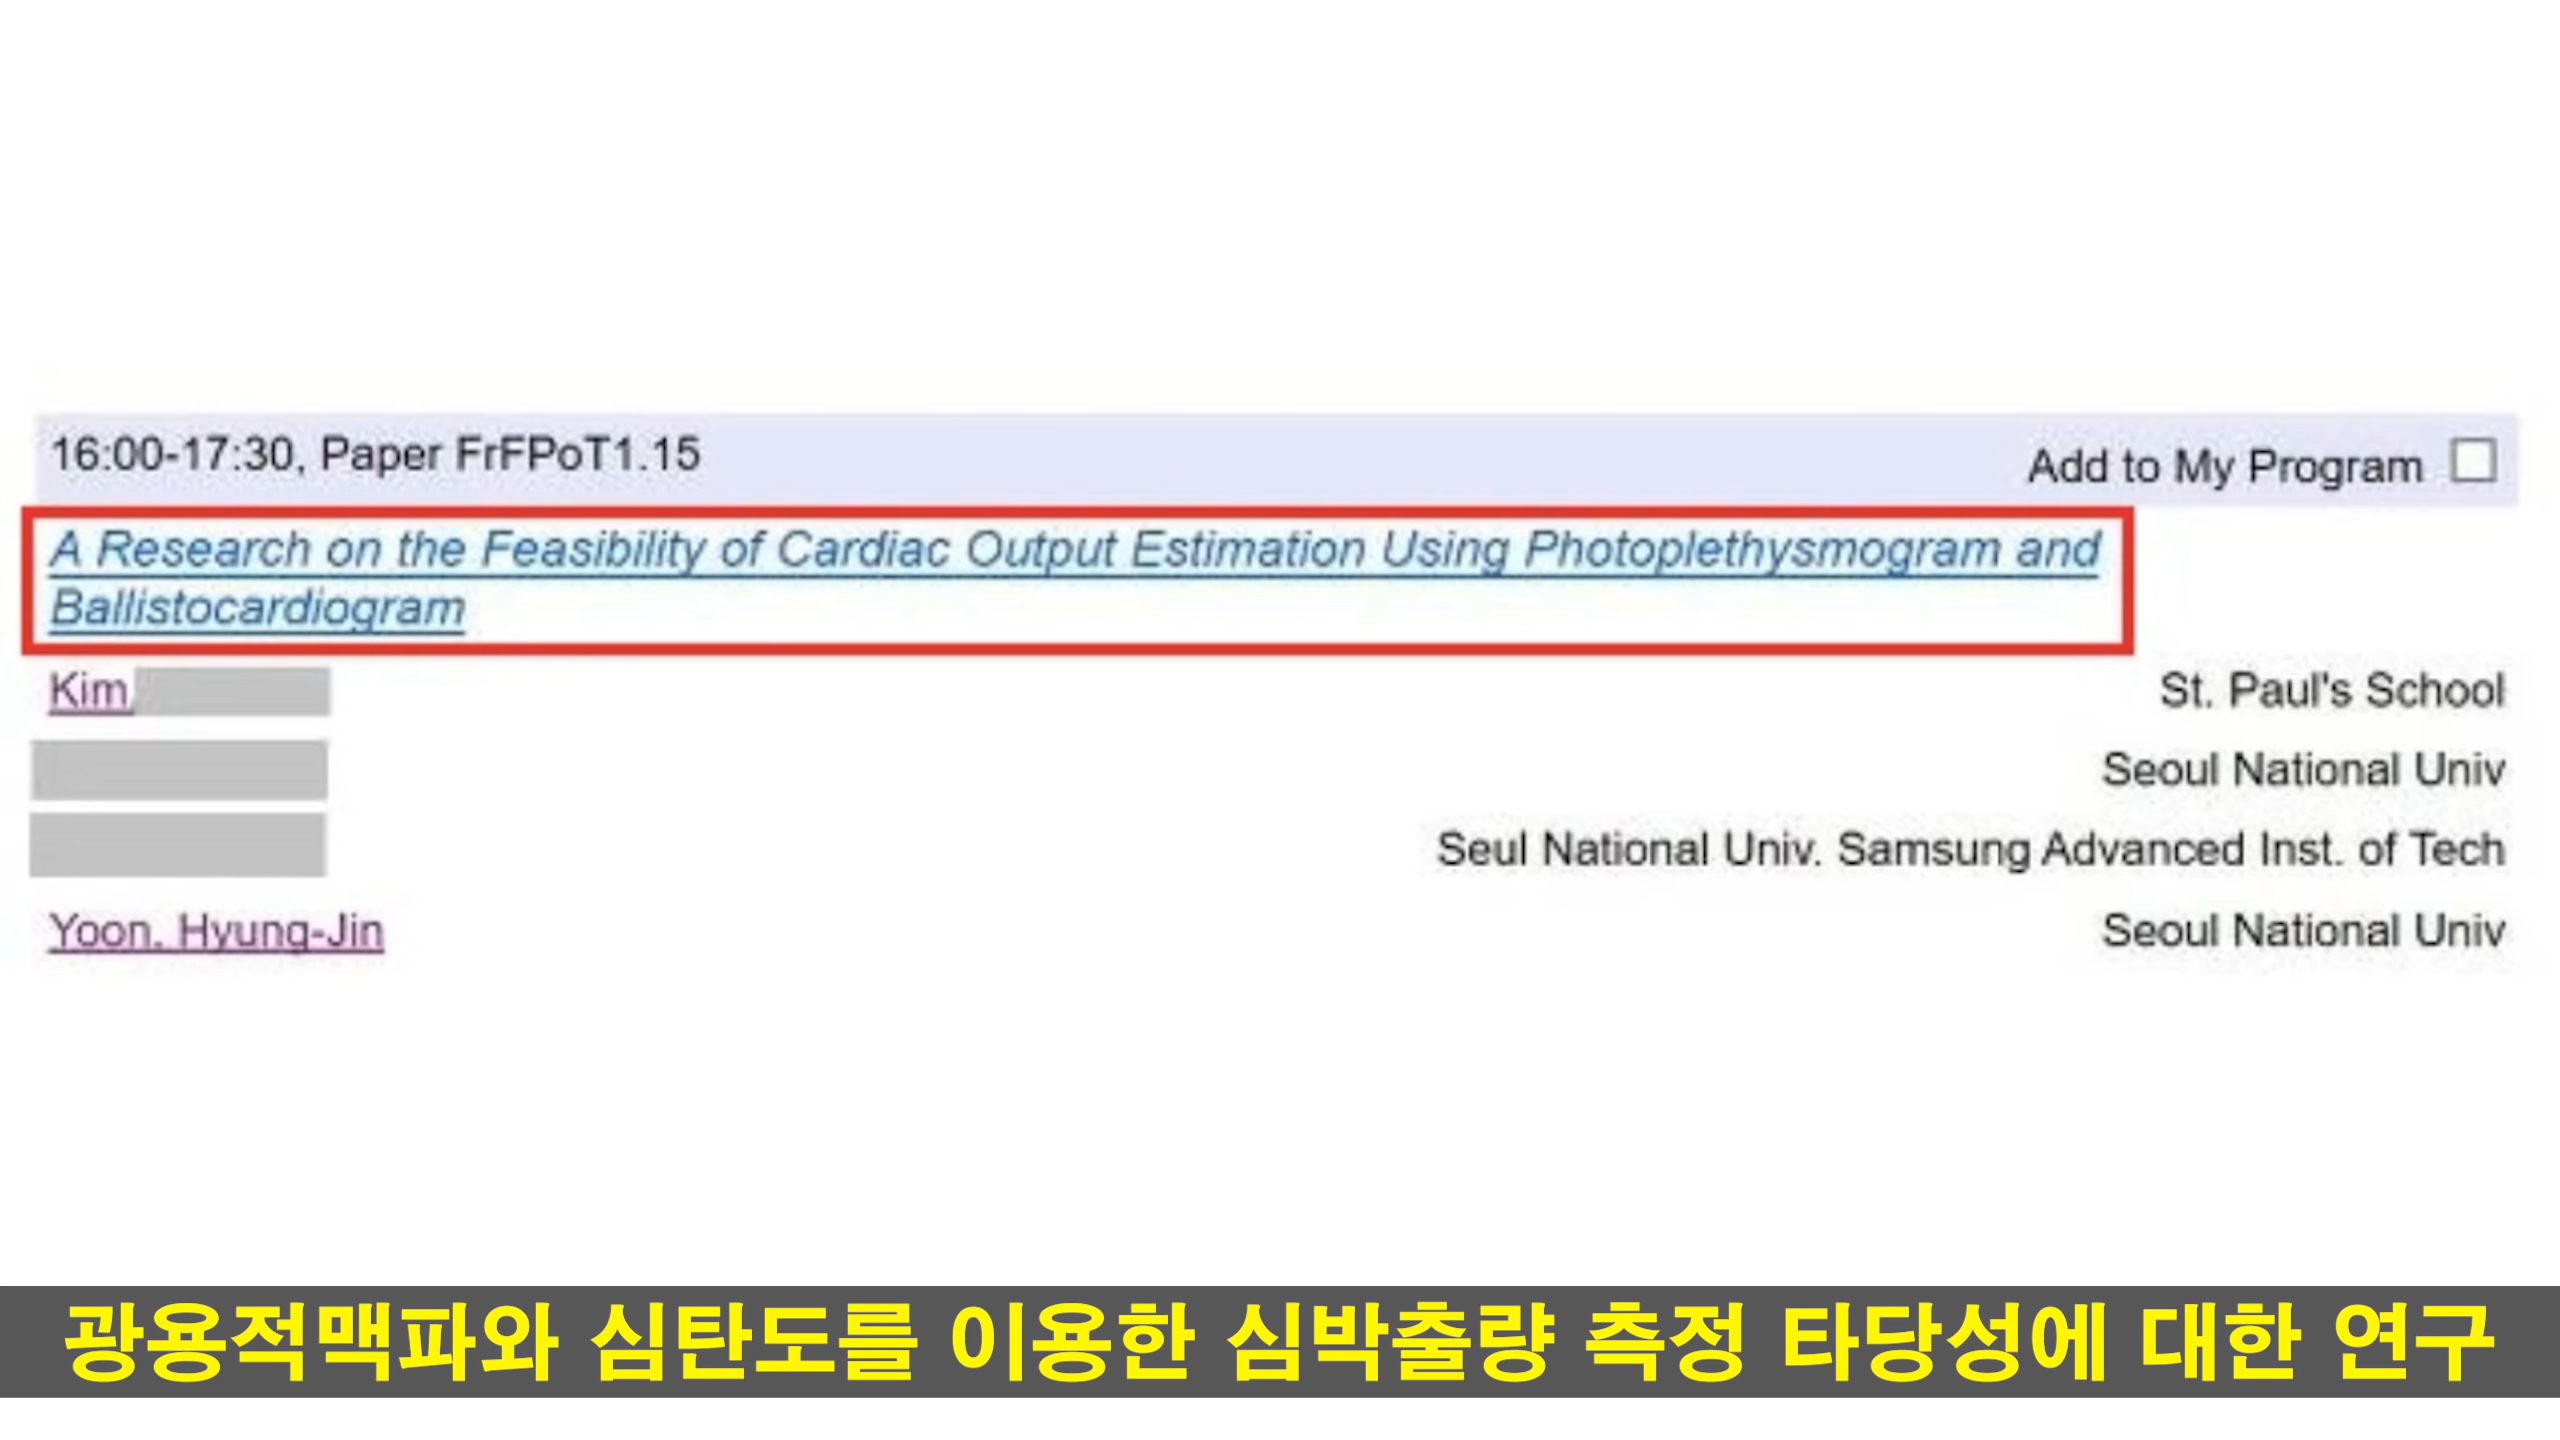 16:00-17:30, Paper FrFPoT1.15
Add to My Program
A Research on the Feasibility of Cardiac Output Estimation Using Photoplethysmogram and
Ballistocardiogram
Kim,
St. Paul's School
Seoul National Univ
Seul National Univ. Samsung Advanced Inst. of Tech
Yoon, Hyung-Jin
Seoul National Univ
광용적맥파와 심탄도를 이용한 심박출량 측정 타당성에 대한 연구